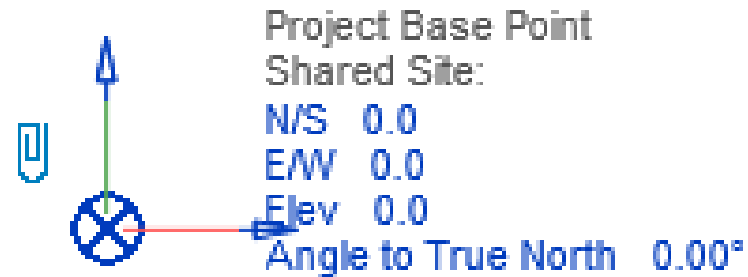 Project Base Point
Shared Site:
N/S 0.0
E/W 0.0
Elev 0.0
Angle to True North 0.00°